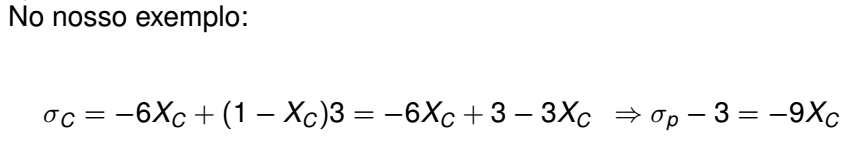 No nosso exemplo:
σ_C = −6X_C + (1 − X_C)3 = −6X_C + 3 − 3X_C ⇒ σ_p − 3 = −9X_C